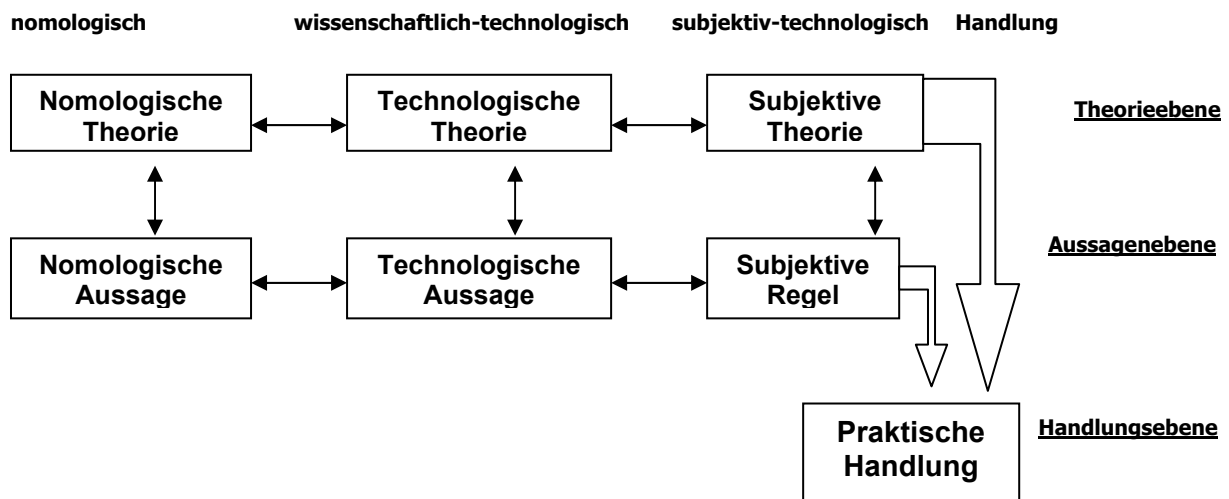 nomologisch wissenschaftlich-technologisch subjektiv-technologisch Handlung
Nomologische
Theorie
Technologische
Theorie
Subjektive
Theorie
Theorieebene
Nomologische
Aussage
Technologische
Aussage
Subjektive
Regel
Aussagenebene
Praktische
Handlung
Handlungsebene